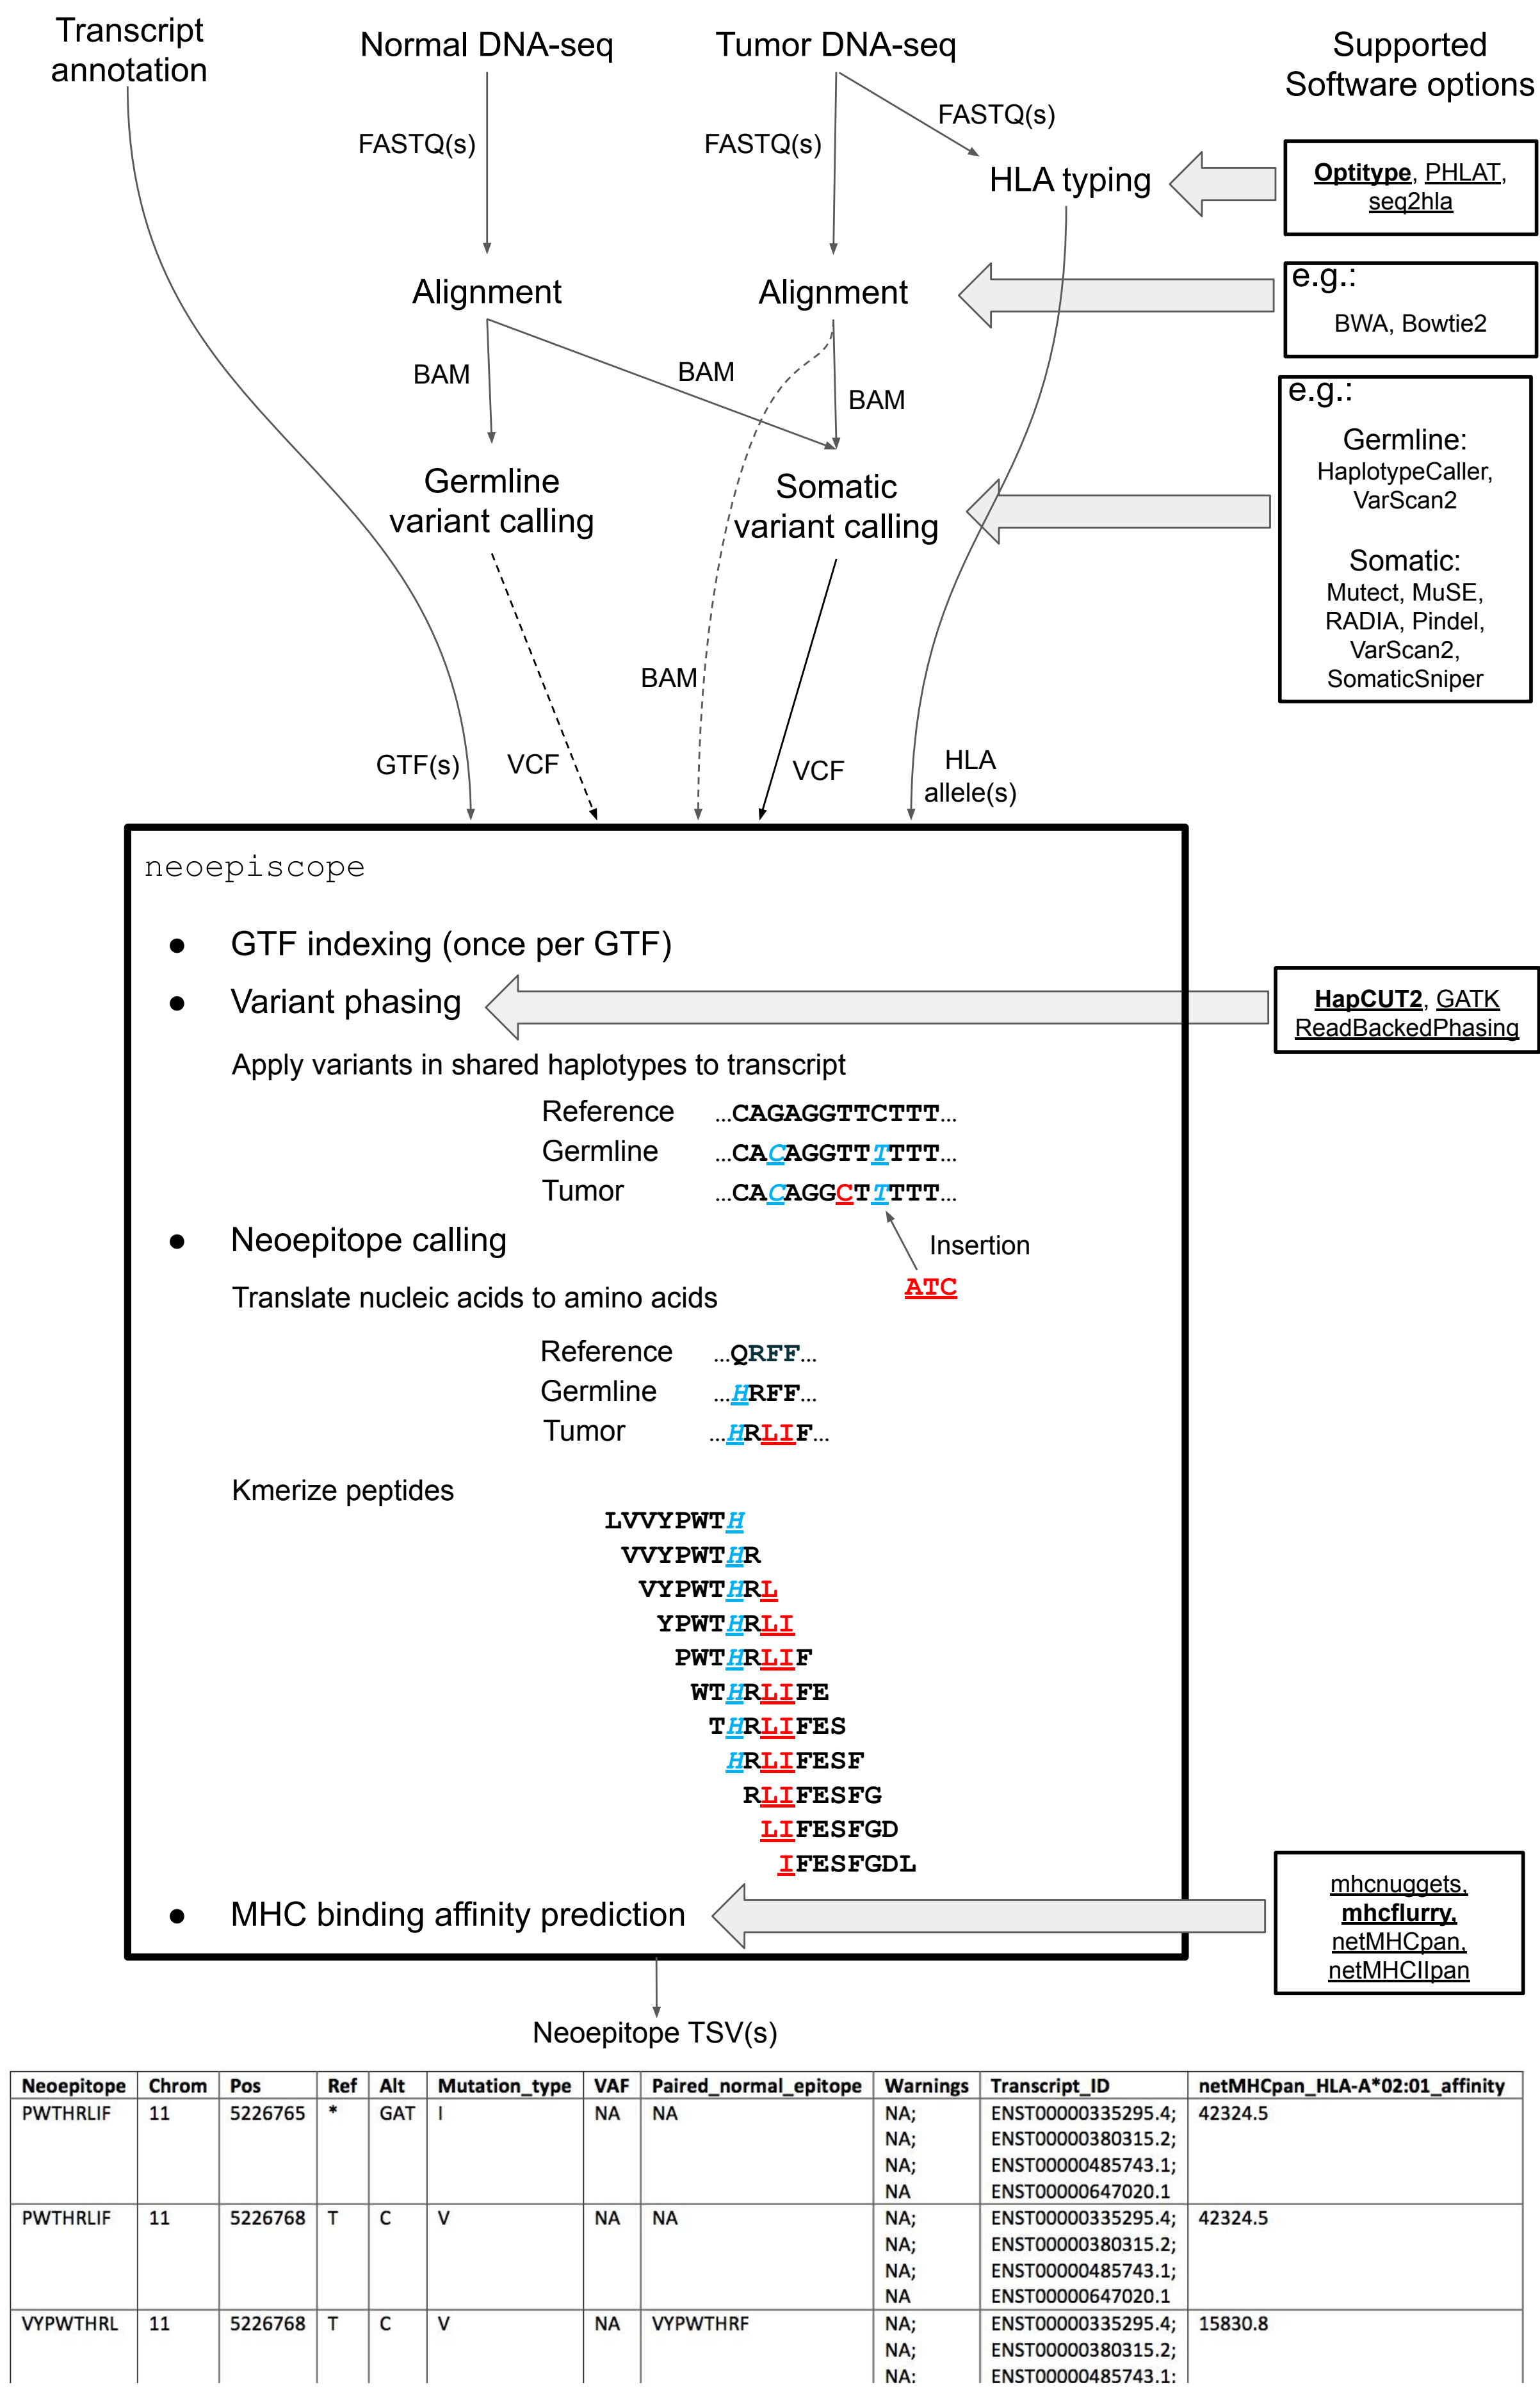 Transcript
annotation
Normal DNA-seq
Tumor DNA-seq
Supported
Software options
FASTQ(s)
FASTQ(s)
FASTQ(s)
HLA typing
Optitype, PHLAT,
seq2hla
Alignment
Alignment
e.g.:
BWA, Bowtie2
BAM
BAM
BAM
e.g.:
Germline:
HaplotypeCaller,
VarScan2
Somatic:
Mutect, MuSE,
RADIA, Pindel,
VarScan2,
SomaticSniper
Germline
variant calling
Somatic
variant calling
BAM
GTF(s)
VCF
VCF
HLA
allele(s)
neoepiscope
● GTF indexing (once per GTF)
● Variant phasing
HapCUT2, GATK
ReadBackedPhasing
Apply variants in shared haplotypes to transcript
Reference ...CAGAGGTTCTTT...
Germline ...CACAGGTTTTTT...
Tumor ...CACAGGCTTTTT...
● Neoepitope calling
Insertion
ATC
Translate nucleic acids to amino acids
Reference ...QRFF...
Germline ...HRFF...
Tumor ...HRLIF...
Kmerize peptides
LVVYPWTH
VVYPWTHR
VYPWTHRL
YPWTHRLI
PWTHRLIF
WTHRLIFE
THRLIFES
HRLIFESF
RLIFESFG
LIFESFGD
IFESFGDL
● MHC binding affinity prediction
mhcnuggets,
mhcflurry,
netMHCpan,
netMHCIIpan
Neoepitope TSV(s)
Neoepitope Chrom Pos Ref Alt Mutation_type VAF Paired_normal_epitope Warnings Transcript_ID netMHCpan_HLA-A*02:01_affinity
PWTHRLIF 11 5226765 * GAT I NA NA NA; ENST00000335295.4; 42324.5
NA; ENST00000380315.2;
NA; ENST00000485743.1;
NA ENST00000647020.1
PWTHRLIF 11 5226768 T C V NA NA NA; ENST00000335295.4; 42324.5
NA; ENST00000380315.2;
NA; ENST00000485743.1;
NA ENST00000647020.1
VYPWTHRL 11 5226768 T C V NA VYPWTHRF NA; ENST00000335295.4; 15830.8
NA; ENST00000380315.2;
NA; ENST00000485743.1;